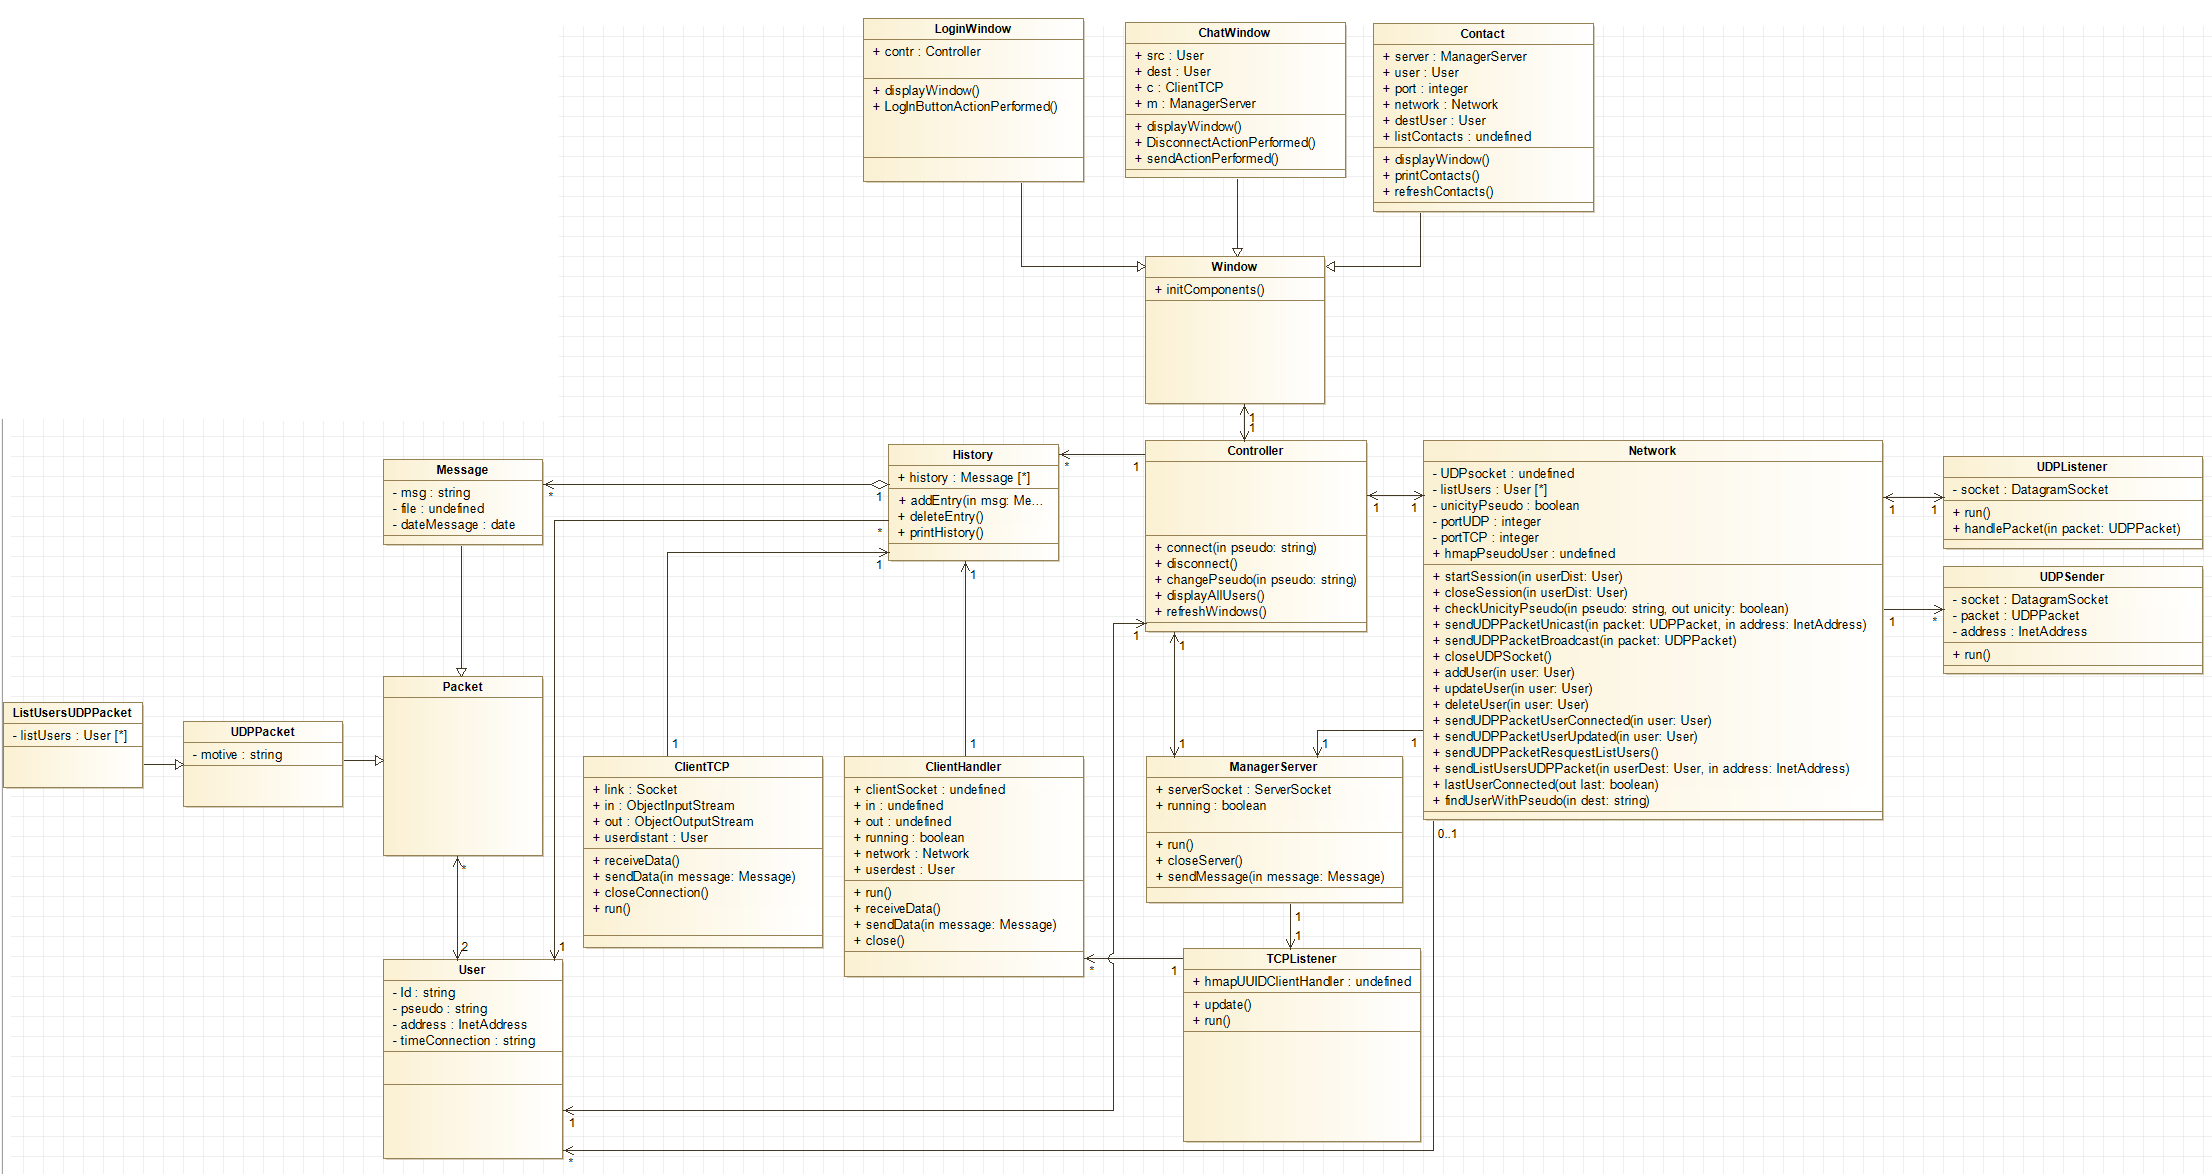 LoginWindow
+ contr : Controller
+ displayWindow()
+ LogInButtonActionPerformed()
ChatWindow
+ src : User
+ dest : User
+ c : ClientTCP
+ m : ManagerServer
+ displayWindow()
+ DisconnectActionPerformed()
+ sendActionPerformed()
Contact
+ server : ManagerServer
+ user : User
+ port : integer
+ network : Network
+ destUser : User
+ listContacts : undefined
+ displayWindow()
+ printContacts()
+ refreshContacts()
Window
+ initComponents()
1
1
Message
- msg : string
- file : undefined
- dateMessage : date
*
1
History
+ history : Message [*]
+ addEntry(in msg: Me...
+ deleteEntry()
+ printHistory()
*
1
*
1
1
Controller
+ connect(in pseudo: string)
+ disconnect()
+ changePseudo(in pseudo: string)
+ displayAllUsers()
+ refreshWindows()
1
1
1
1
Network
- UDPsocket : undefined
- listUsers : User [*]
- unicityPseudo : boolean
- portUDP : integer
- portTCP : integer
+ hmapPseudoUser : undefined
+ startSession(in userDist: User)
+ closeSession(in userDist: User)
+ checkUnicityPseudo(in pseudo: string, out unicity: boolean)
+ sendUDPPacketUnicast(in packet: UDPPacket, in address: InetAddress)
+ sendUDPPacketBroadcast(in packet: UDPPacket)
+ closeUDPSocket()
+ addUser(in user: User)
+ updateUser(in user: User)
+ deleteUser(in user: User)
+ sendUDPPacketUserConnected(in user: User)
+ sendUDPPacketUserUpdated(in user: User)
+ sendUDPPacketResquestListUsers()
+ sendListUsersUDPPacket(in userDest: User, in address: InetAddress)
+ lastUserConnected(out last: boolean)
+ findUserWithPseudo(in dest: string)
1
1
UDPListener
- socket : DatagramSocket
+ run()
+ handlePacket(in packet: UDPPacket)
1
*
UDPSender
- socket : DatagramSocket
- packet : UDPPacket
- address : InetAddress
+ run()
Packet
ListUsersUDPPacket
- listUsers : User [*]
UDPPacket
- motive : string
*
2
1
1
ClientTCP
+ link : Socket
+ in : ObjectInputStream
+ out : ObjectOutputStream
+ userdistant : User
+ receiveData()
+ sendData(in message: Message)
+ closeConnection()
+ run()
1
ClientHandler
+ clientSocket : undefined
+ in : undefined
+ out : undefined
+ running : boolean
+ network : Network
+ userdest : User
+ run()
+ receiveData()
+ sendData(in message: Message)
+ close()
1
1
1
ManagerServer
+ serverSocket : ServerSocket
+ running : boolean
+ run()
+ closeServer()
+ sendMessage(in message: Message)
0..1
1
1
*
1
TCPListener
+ hmapUUIDClientHandler : undefined
+ update()
+ run()
User
- Id : string
- pseudo : string
- address : InetAddress
- timeConnection : string
1
*